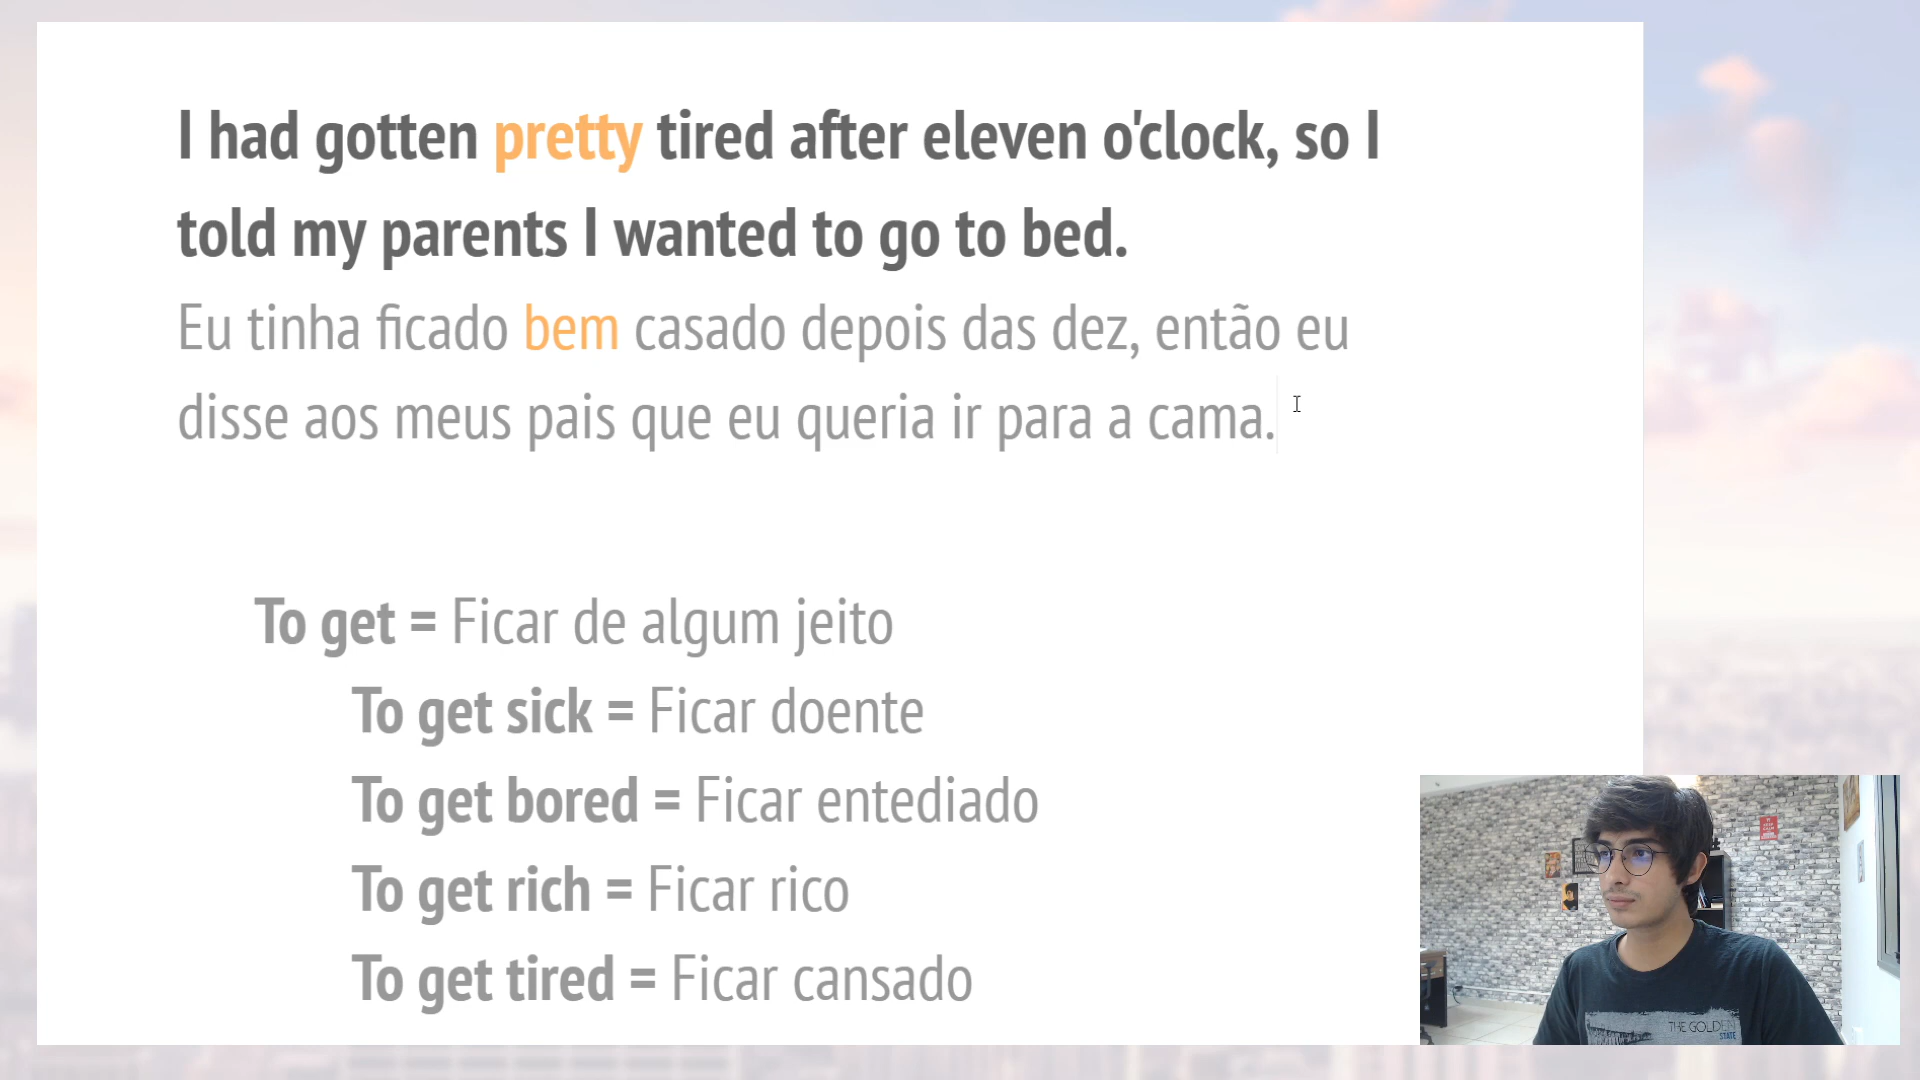 I had gotten pretty tired after eleven o'clock, so I
told my parents I wanted to go to bed.
Eu tinha ficado bem casado depois das dez, então eu
disse aos meus pais que eu queria ir para a cama.
To get = Ficar de algum jeito
To get sick = Ficar doente
To get bored = Ficar entediado
To get rich = Ficar rico
To get tired = Ficar cansado
THE GOLDEN
STATE